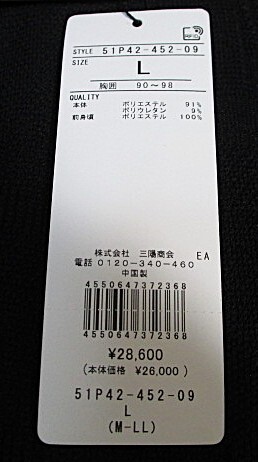 RFID
STYLE 51P42-452-09
SIZE
L
胸囲 90~98
QUALITY
本体 ポリエステル 91%
ポリウレタン 9%
前身頃 ポリエステル 100%
株式会社 三陽商会 EA
電話 0120-340-460
中国製
4550647372368
4550647372368
¥28,600
(本体価格 ¥26,000)
51P42-452-09
L
(M-LL)